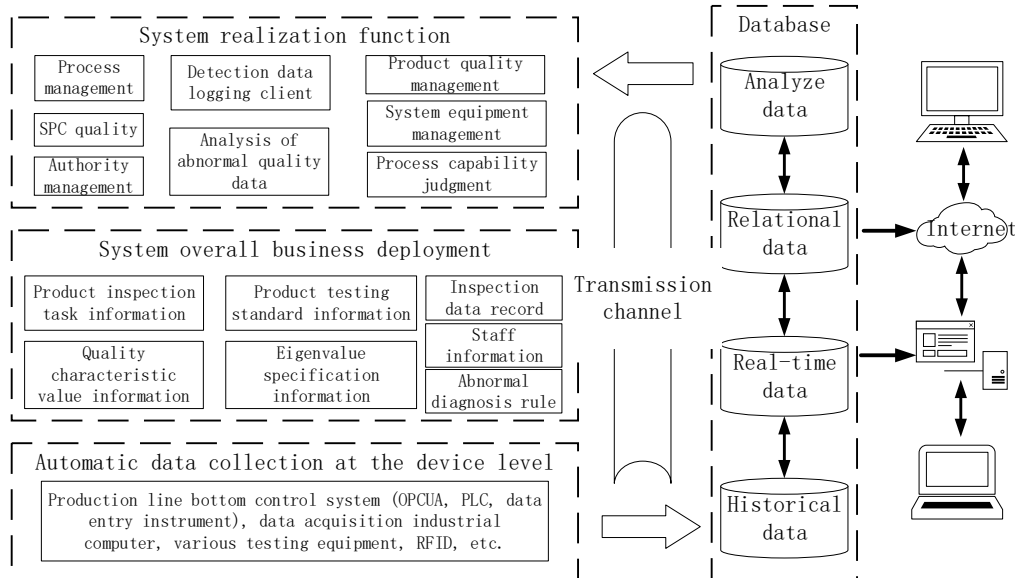 System realization function
Process
management
SPC quality
Authority
management
Detection data
logging client
Analysis of
abnormal quality
data
Product quality
management
System equipment
management
Process capability
judgment
System overall business deployment
Product inspection
task information
Quality
characteristic
value information
Product testing
standard information
Eigenvalue
specification
information
Inspection
data record
Staff
information
Abnormal
diagnosis rule
Automatic data collection at the device level
Production line bottom control system (OPCUA, PLC, data
entry instrument), data acquisition industrial
computer, various testing equipment, RFID, etc.
Transmission
channel
Database
Analyze
data
Relational
data
Real-time
data
Historical
data
Internet